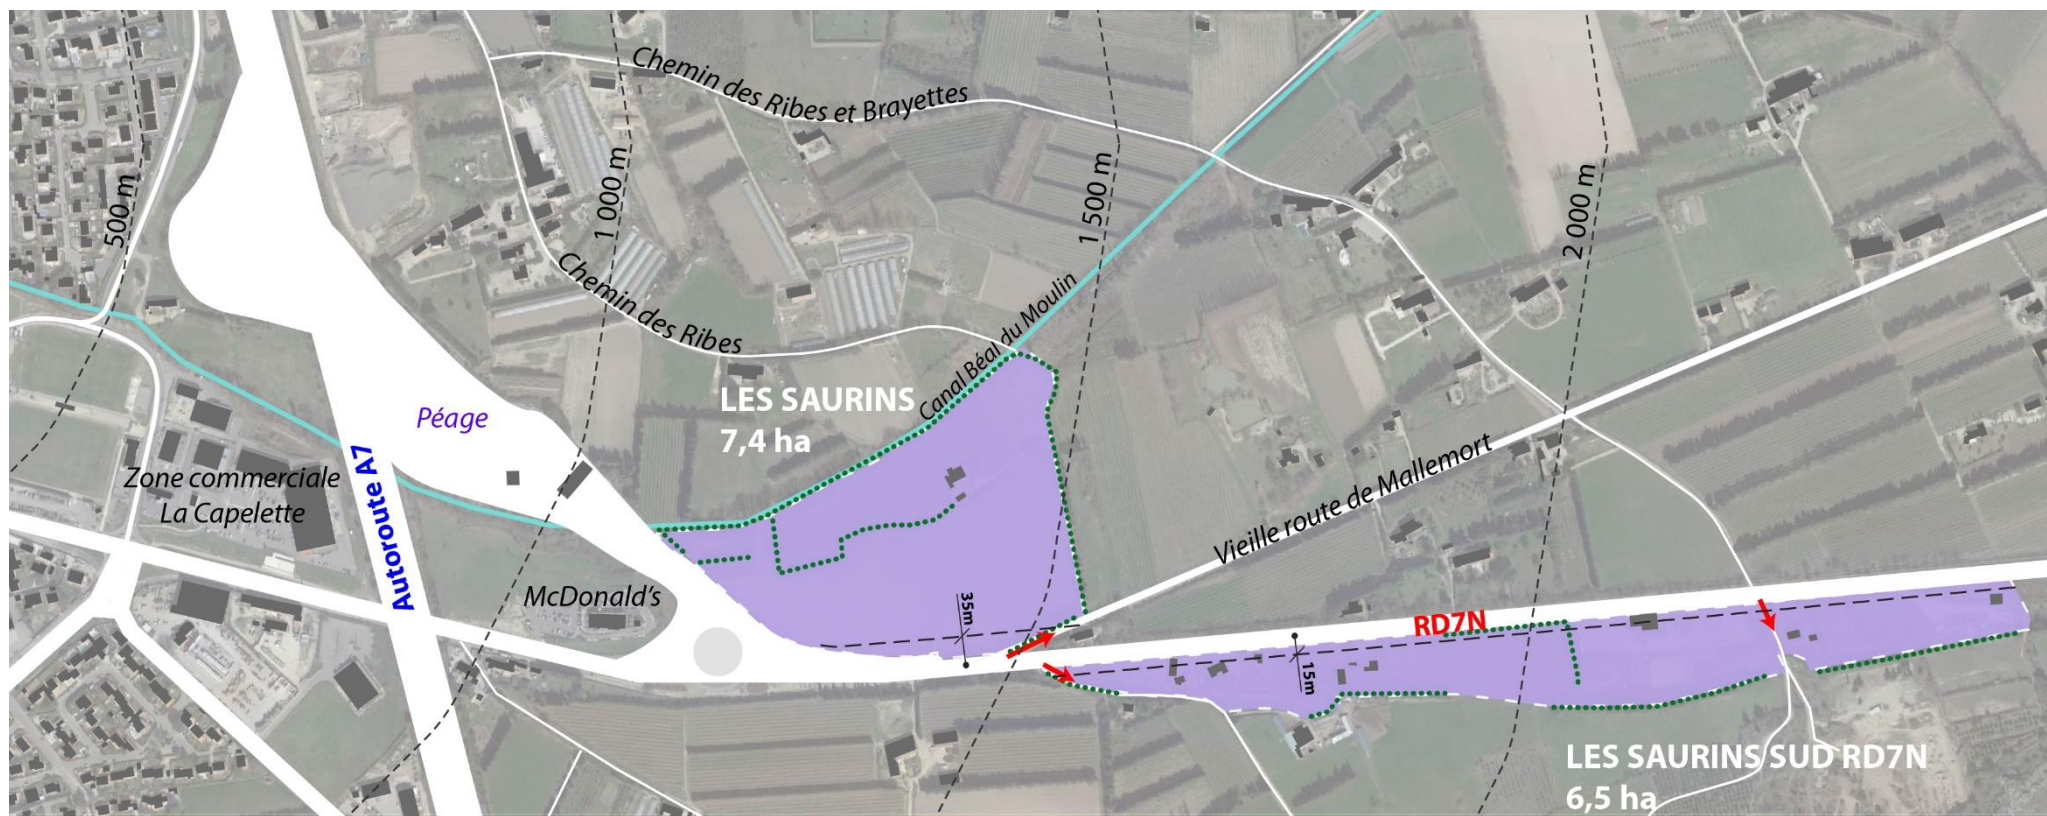 Chemin des Ribes et Brayettes
500 m
1 000 m
1 500 m
2 000 m
Chemin des Ribes
Canal Béal du Moulin
LES SAURINS
7,4 ha
Péage
Zone commerciale
La Capelette
Autoroute A7
McDonald's
Vieille route de Mallemort
35m
RD7N
15m
LES SAURINS SUD RD7N
6,5 ha